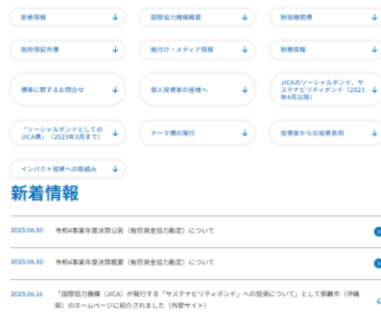 新着情報
国際協力機構概要
財投機関債
政府保証外債
格付け・メディア情報
財務情報
債券に関するお問合せ
個人投資家の皆様へ
JICAのソーシャルボンド、サ
ステナビリティボンド（2023
年4月以降）
「ソーシャルボンドとしての
JICA債」（2023年3月まで）
テーマ債の発行
投資家からの投資表明
インパクト投資への取組み
新着情報
2023.06.30 令和4事業年度決算公告（有償資金協力勘定）について
2023.06.30 令和4事業年度決算概要（有償資金協力勘定）について
2023.06.16 「国際協力機構（JICA）が発行する「サステナビリティボンド」への投資について」として那覇市（沖縄
県）のホームページに紹介されました（外部サイト）